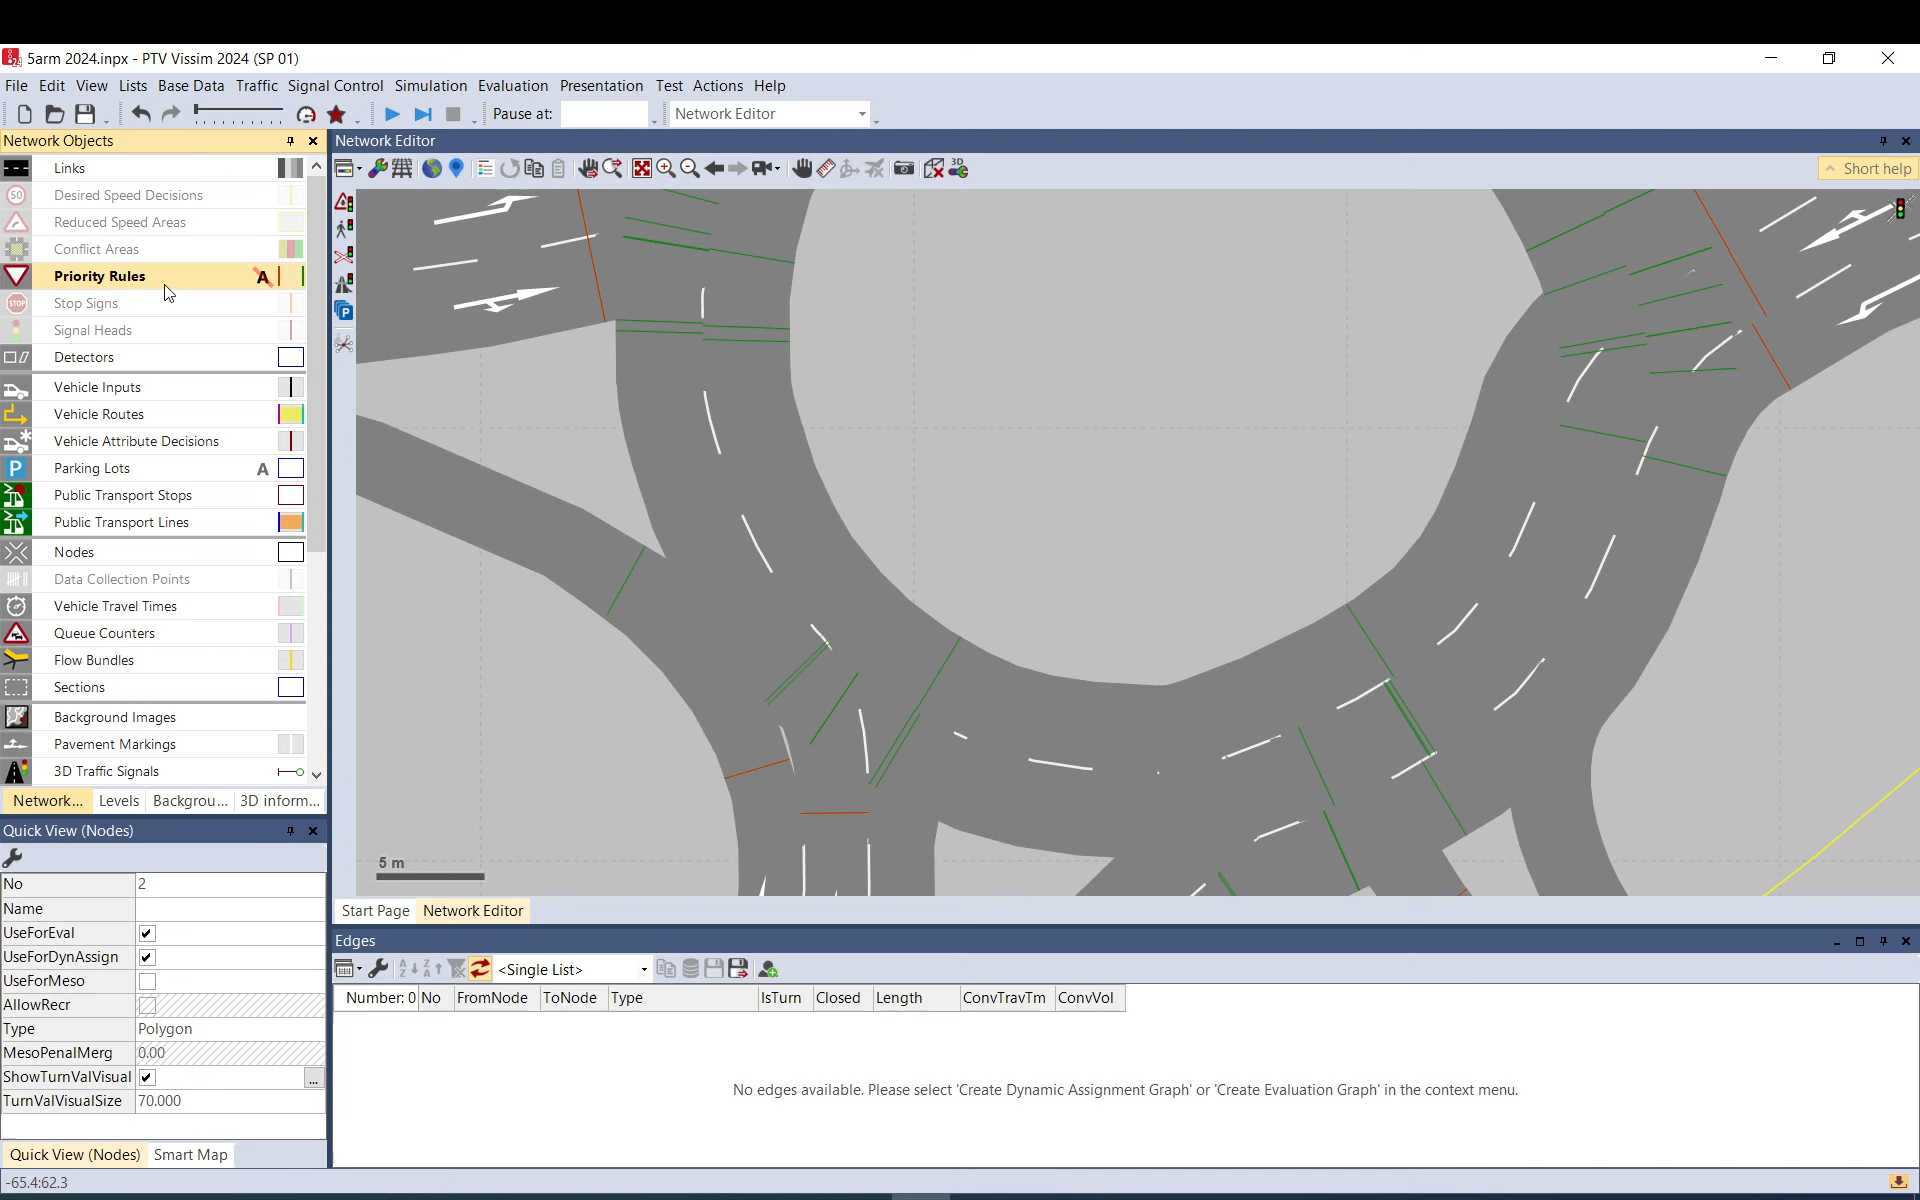 5arm 2024.inpx - PTV Vissim 2024 (SP 01)
File Edit View Lists Base Data Traffic Signal Control Simulation Evaluation Presentation Test Actions Help
Pause at: Network Editor
Network Objects
Network Editor
Short help
Links
50 Desired Speed Decisions
Reduced Speed Areas
Conflict Areas
Priority Rules A
STOP Stop Signs
Signal Heads
Detectors
Vehicle Inputs
Vehicle Routes
Vehicle Attribute Decisions
P Parking Lots A
Public Transport Stops
Public Transport Lines
Nodes
Data Collection Points
Vehicle Travel Times
Queue Counters
Flow Bundles
Sections
Background Images
Pavement Markings
3D Traffic Signals
Network... Levels Backgrou... 3D inform...
5 m
Start Page Network Editor
Quick View (Nodes)
No 2
Name
UseForEval
UseForDynAssign
UseForMeso
AllowRecr
Type Polygon
MesoPenalMerg 0.00
ShowTurnValVisual ...
TurnValVisualSize 70.000
Quick View (Nodes) Smart Map
Edges
<Single List>
Number: 0 No FromNode ToNode Type IsTurn Closed Length ConvTravTm ConvVol
No edges available. Please select 'Create Dynamic Assignment Graph' or 'Create Evaluation Graph' in the context menu.
-65.4:62.3